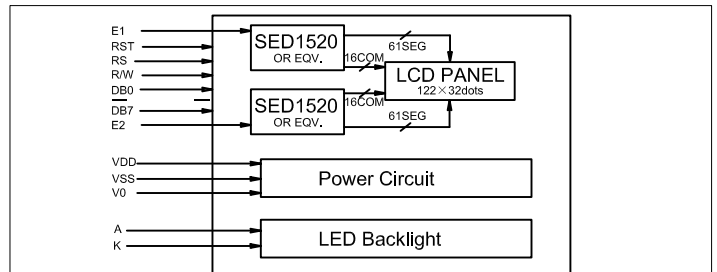 E1
RST
RS
R/W
DB0
DB7
E2
VDD
VSS
V0
A
K
SED1520
OR EQV.
61SEG
16COM
LCD PANEL
122×32dots
SED1520
OR EQV.
16COM
61SEG
Power Circuit
LED Backlight